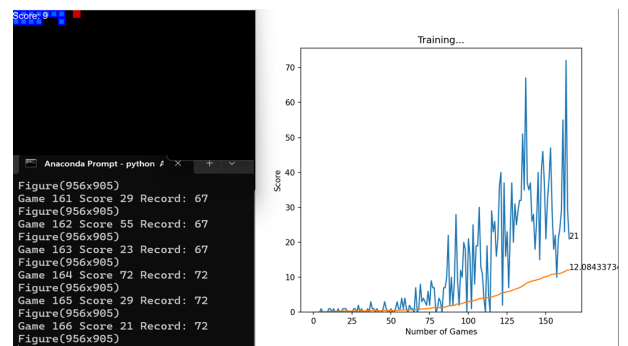 Score: 9
Anaconda Prompt - python
Figure(956x905)
Game 161 Score 29 Record: 67
Figure(956x905)
Game 162 Score 55 Record: 67
Figure(956x905)
Game 163 Score 23 Record: 67
Figure(956x905)
Game 164 Score 72 Record: 72
Figure(956x905)
Game 165 Score 29 Record: 72
Figure(956x905)
Game 166 Score 21 Record: 72
Figure(956x905)
Training...
Score
70
60
50
40
30
20
10
0
21
12.0843373
0 25 50 75 100 125 150
Number of Games